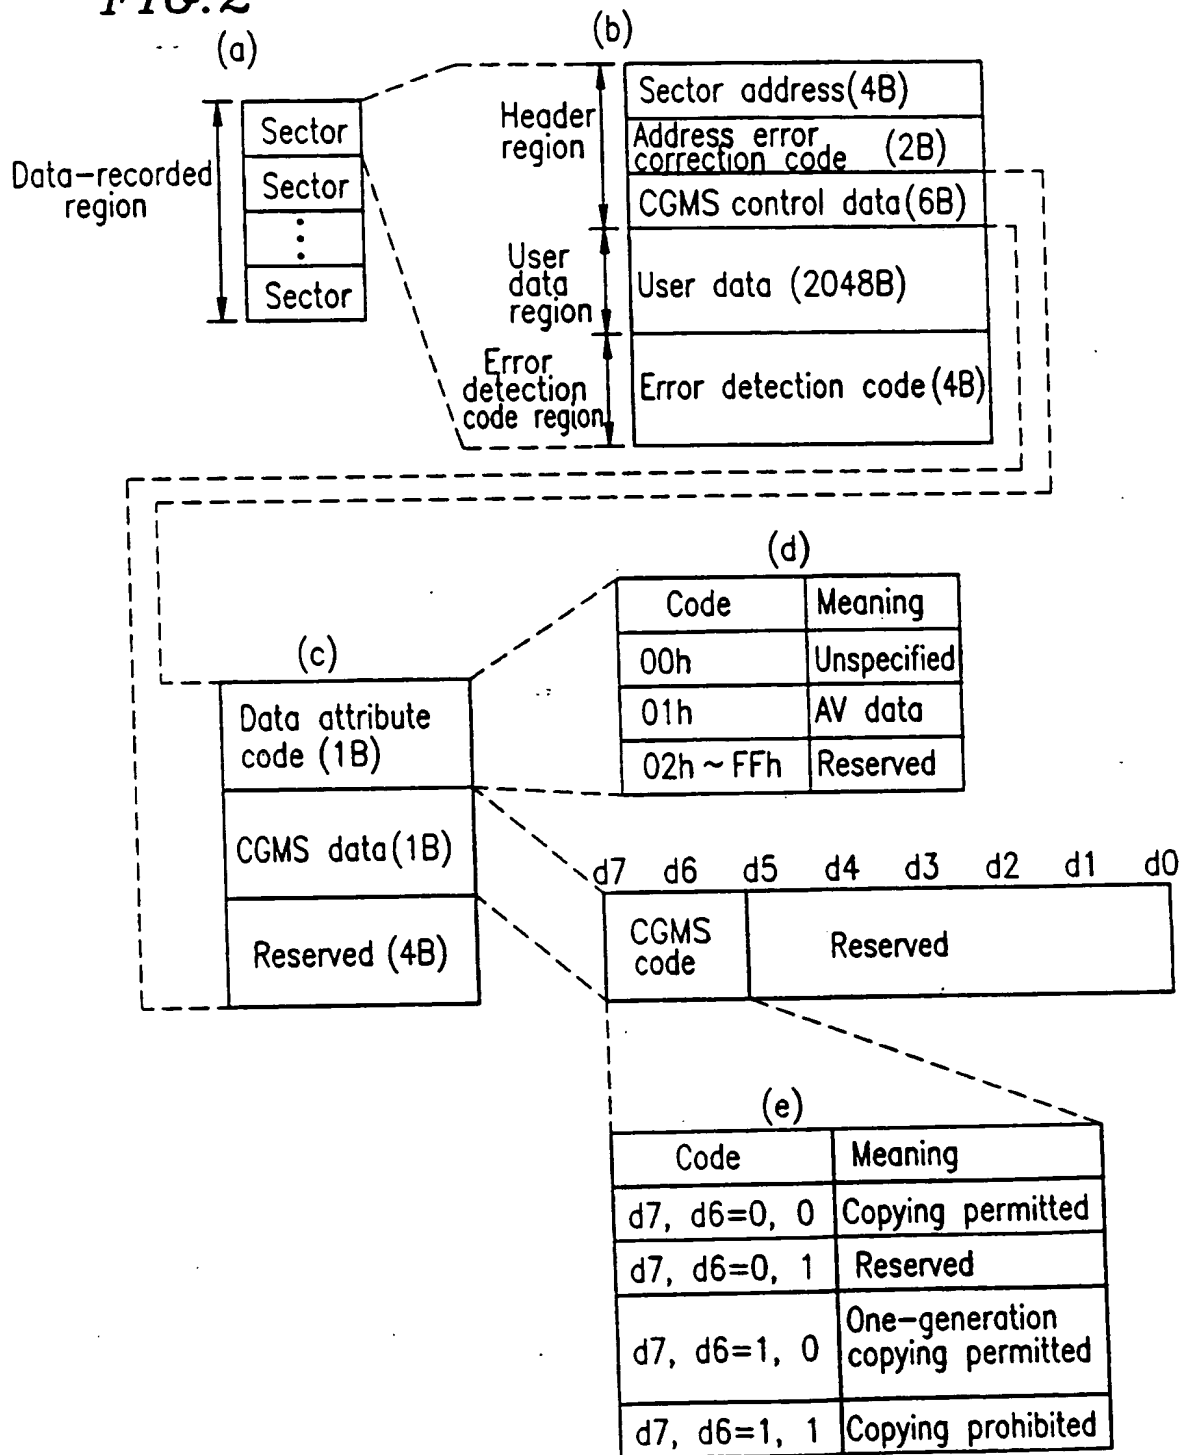 FIG.2
(a)
Data-recorded
region
Sector
Sector
Sector
(b)
Header
region
Sector address(4B)
Address error
correction code (2B)
CGMS control data(6B)
User
data
region
User data (2048B)
Error
detection
code region
Error detection code(4B)
(c)
Data attribute
code (1B)
CGMS data(1B)
Reserved (4B)
(d)
Code Meaning
00h Unspecified
01h AV data
02h ~ FFh Reserved
d7 d6 d5 d4 d3 d2 d1 d0
CGMS
code
Reserved
(e)
Code Meaning
d7, d6=0, 0 Copying permitted
d7, d6=0, 1 Reserved
d7, d6=1, 0 One-generation
copying permitted
d7, d6=1, 1 Copying prohibited